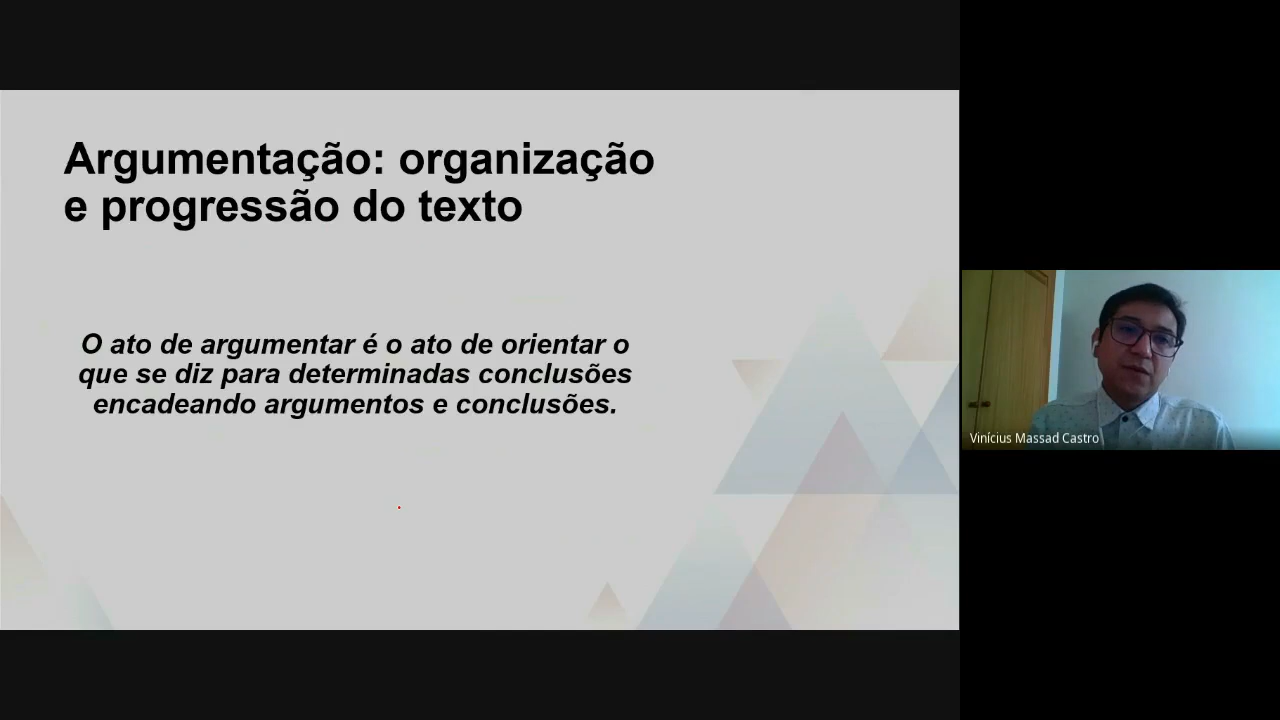 Argumentação: organização
e progressão do texto
O ato de argumentar é o ato de orientar o
que se diz para determinadas conclusões
encadeando argumentos e conclusões.
Vinícius Massad Castro